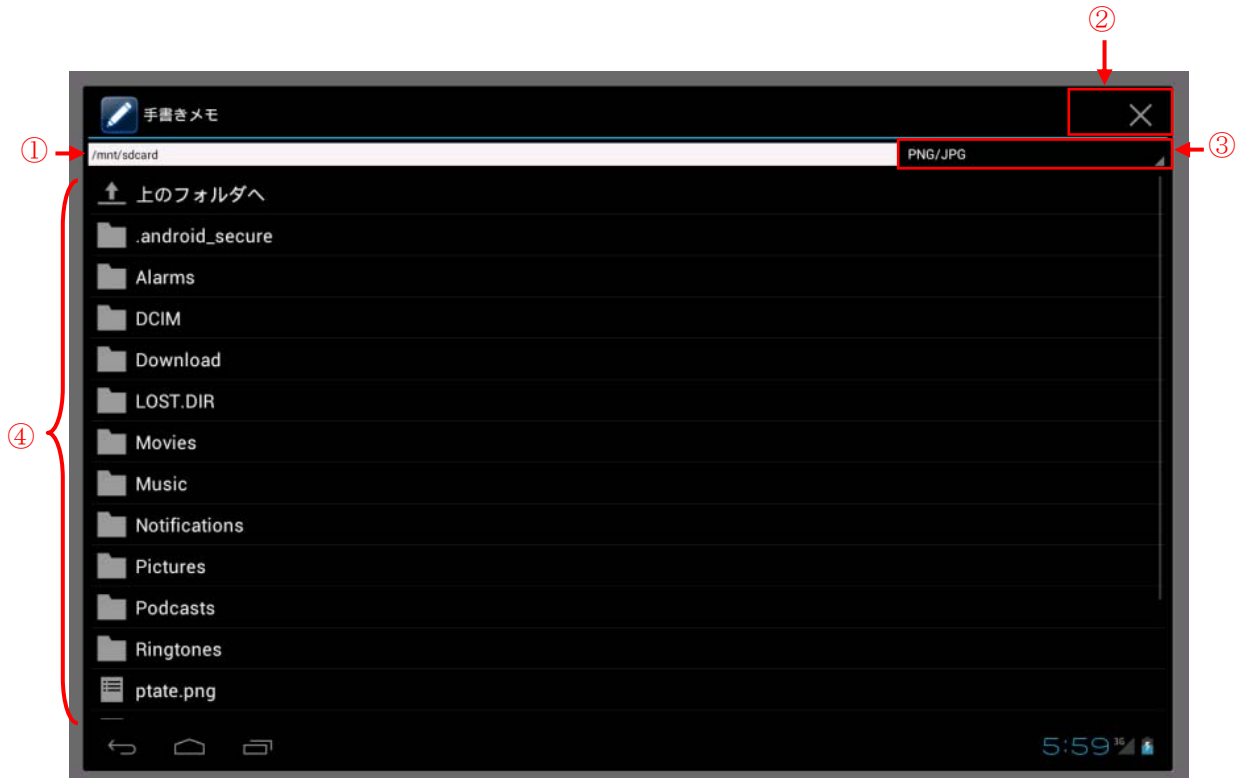 ②
手書きメモ
①
/mnt/sdcard
PNG/JPG
③
上のフォルダへ
.android_secure
Alarms
DCIM
Download
LOST.DIR
④
Movies
Music
Notifications
Pictures
Podcasts
Ringtones
ptate.png
5:59 3G